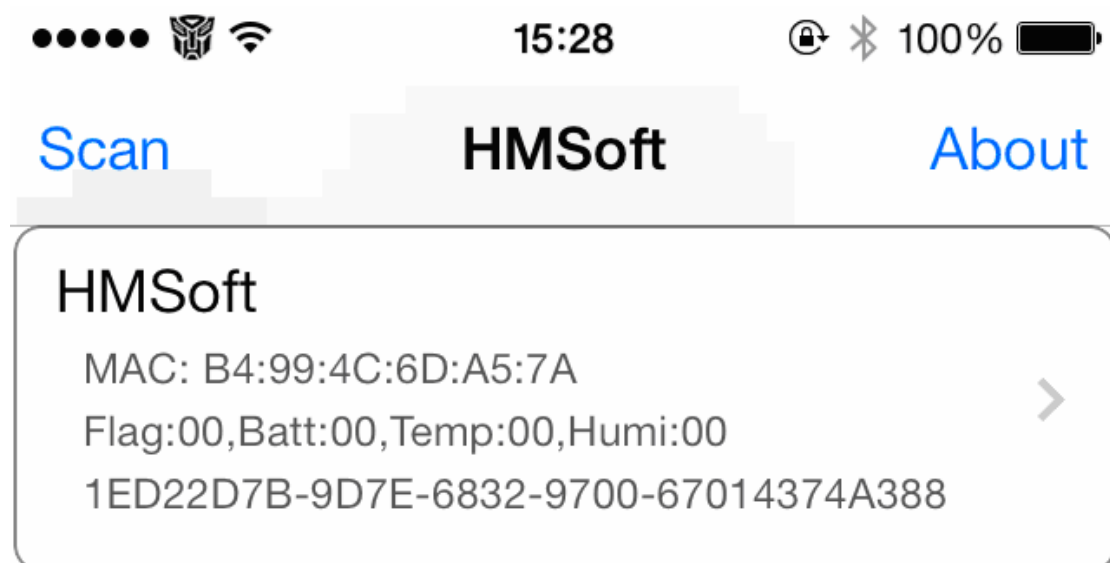 15:28 100%
Scan HMSoft About
HMSoft
MAC: B4:99:4C:6D:A5:7A
Flag:00,Batt:00,Temp:00,Humi:00
1ED22D7B-9D7E-6832-9700-67014374A388